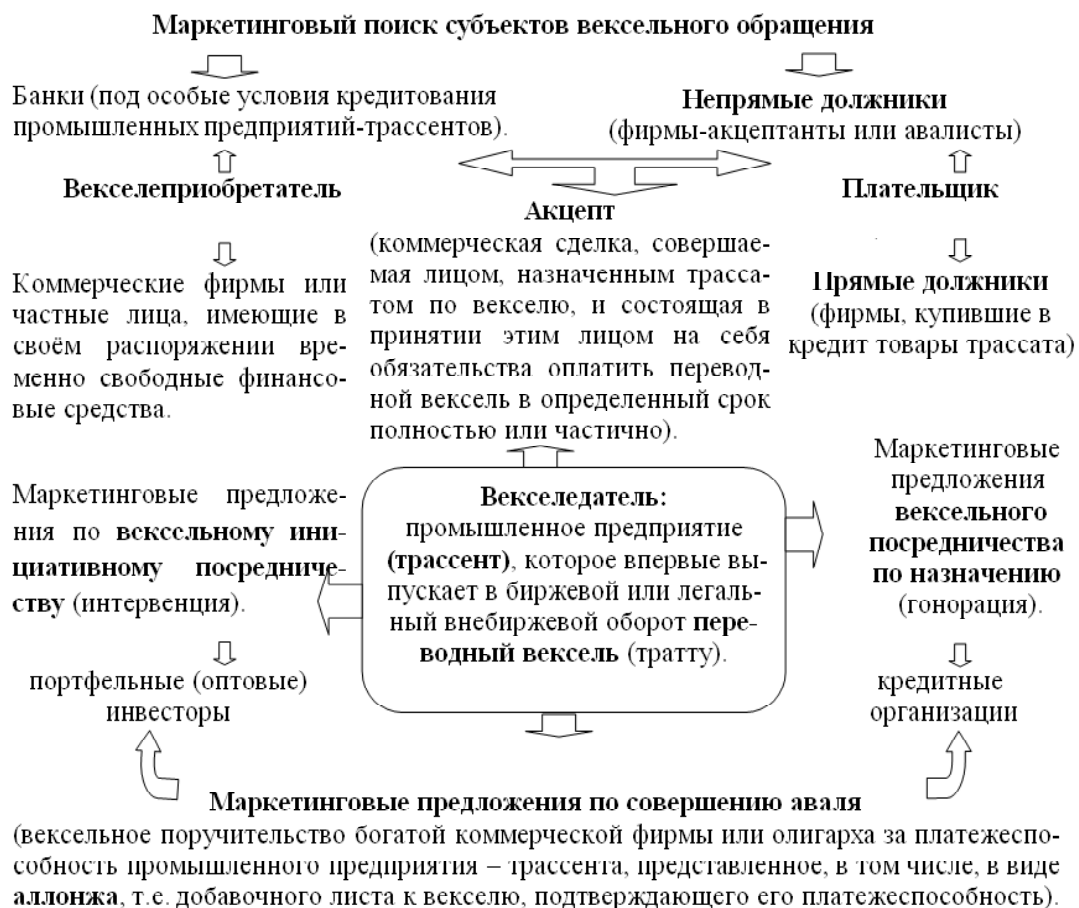 Маркетинговый поиск субъектов вексельного обращения
Банки (под особые условия кредитования
промышленных предприятий-трассентов).
Непрямые должники
(фирмы-акцептанты или авалисты)
Векселеприобретатель
Плательщик
Акцепт
(коммерческая сделка, совершае-
мая лицом, назначенным трасса-
том по векселю, и состоящая в
принятии этим лицом на себя
обязательства оплатить перевод-
ной вексель в определенный срок
полностью или частично).
Коммерческие фирмы или
частные лица, имеющие в
своём распоряжении вре-
менно свободные финансо-
вые средства.
Прямые должники
(фирмы, купившие в
кредит товары трассата)
Маркетинговые предложе-
ния по вексельному ини-
циативному посредниче-
ству (интервенция).
Векселедатель:
промышленное предприятие
(трассент), которое впервые вы-
пускает в биржевой или легаль-
ный внебиржевой оборот пере-
водный вексель (тратту).
Маркетинговые
предложения
вексельного
посредничества
по назначению
(гонорация).
портфельные (оптовые)
инвесторы
кредитные
организации
Маркетинговые предложения по совершению аваля
(вексельное поручительство богатой коммерческой фирмы или олигарха за платежеспо-
собность промышленного предприятия – трассента, представленное, в том числе, в виде
аллонжа, т.е. добавочного листа к векселю, подтверждающего его платежеспособность).